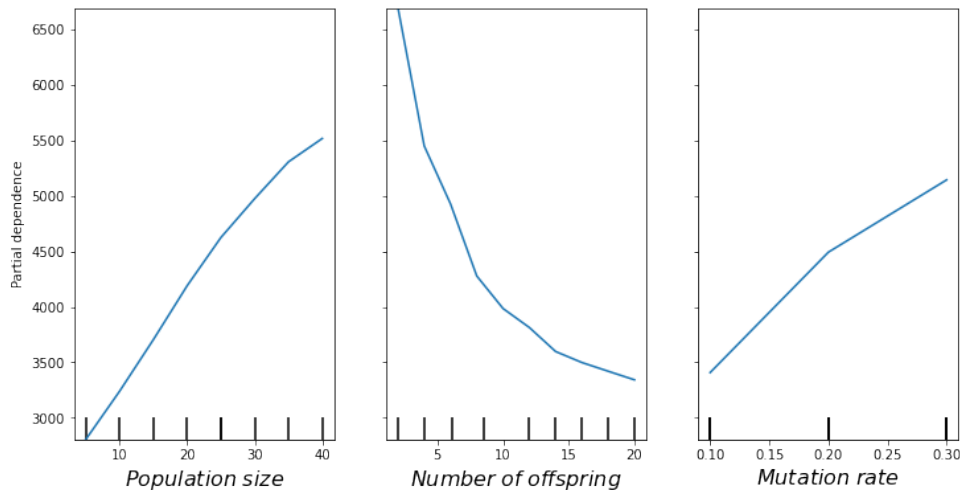 Partial dependence
6500
6000
5500
5000
4500
4000
3500
3000
10 20 30 40
Population size
5 10 15 20
Number of offspring
0.10 0.15 0.20 0.25 0.30
Mutation rate